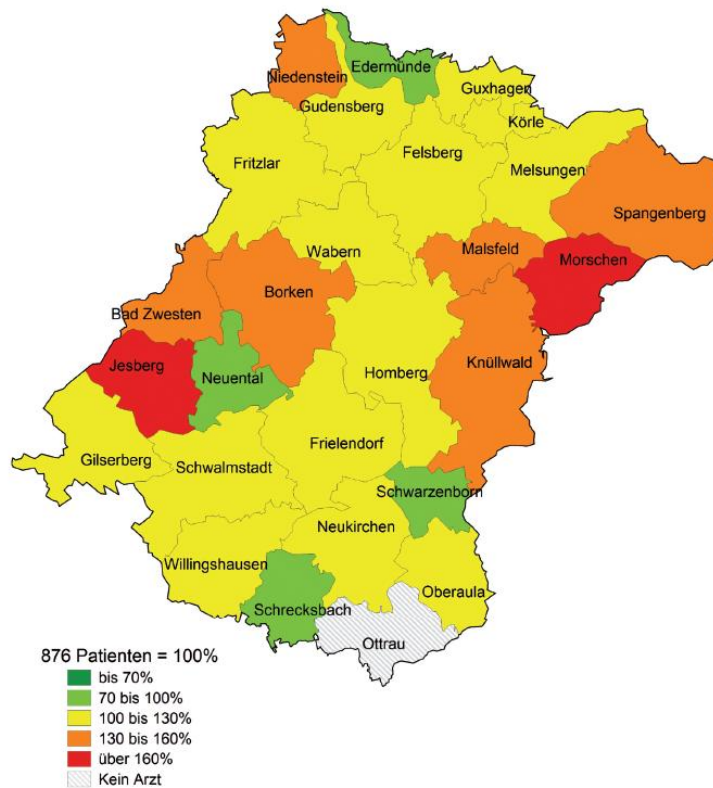 Edermünde
Niedenstein
Guxhagen
Gudensberg
Körle
Felsberg
Fritzlar
Melsungen
Spangenberg
Wabern
Malsfeld
Morschen
Borken
Bad Zwesten
Jesberg
Knüllwald
Homberg
Neuental
Frielendorf
Gilserberg
Schwalmstadt
Schwarzenborn
Neukirchen
Willingshausen
Oberaula
Schrecksbach
Ottrau
876 Patienten = 100%
bis 70%
70 bis 100%
100 bis 130%
130 bis 160%
über 160%
Kein Arzt